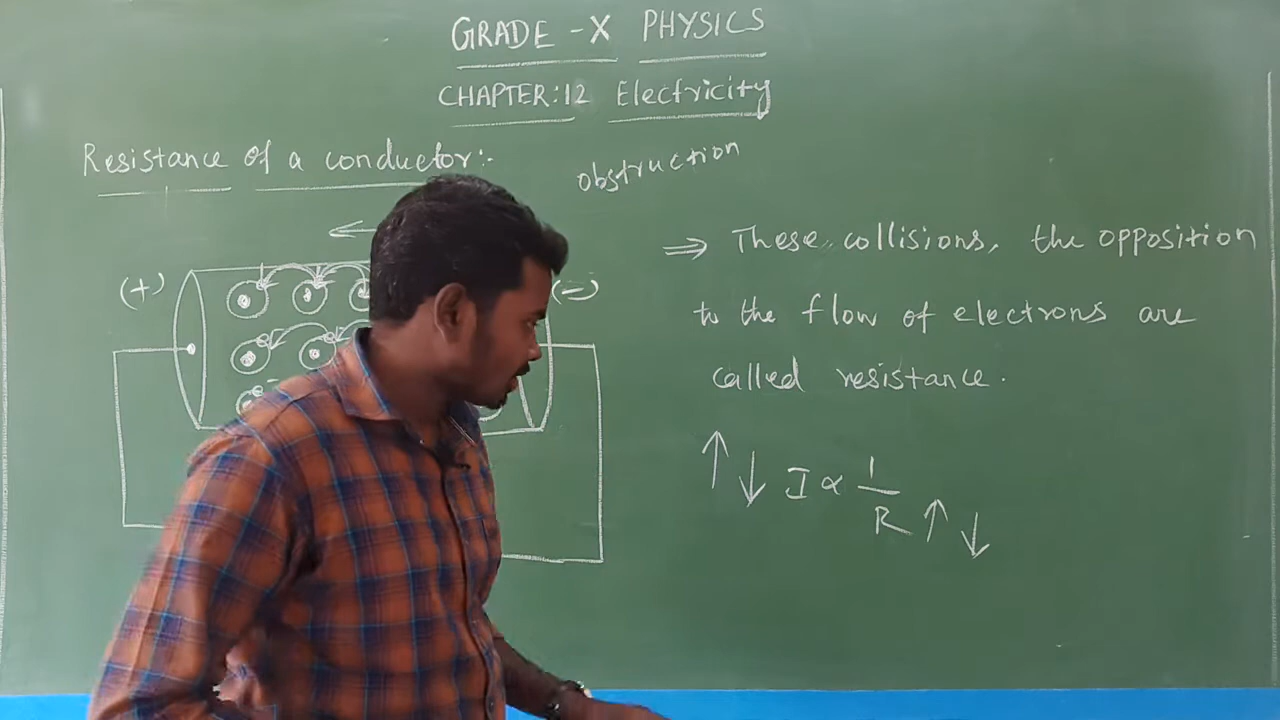 GRADE -X PHYSICS
CHAPTER:12 Electricity
Resistance of a conductor:-
obstruction
(+)
(-)
⇒ These collisions, the opposition
to the flow of electrons are
called resistance.
↑ ↓ I ∝ 1/R ↑ ↓